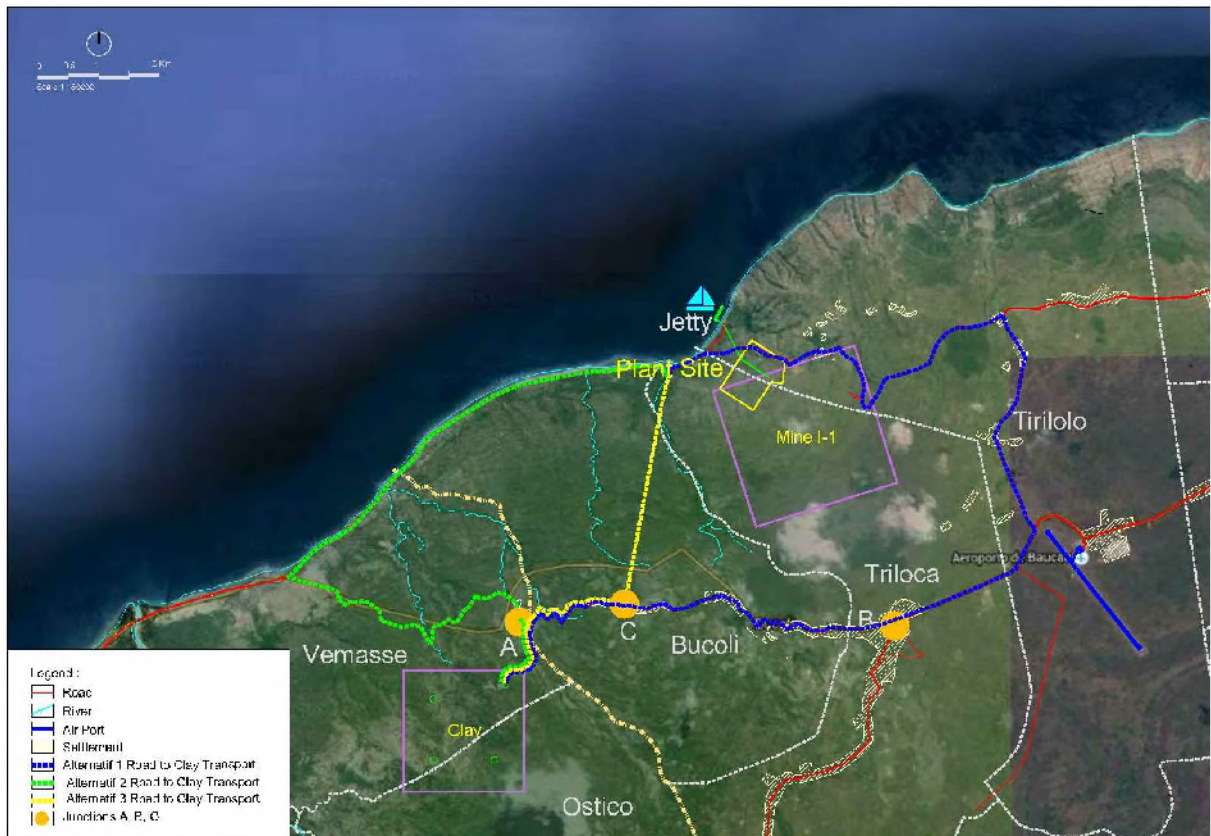 Jetty
Plant Site
Mine I-1
Tirilolo
Aeroporto de Baucau
Triloca
A
C
B
Bucoli
Vemasse
Clay
Ostico
Legend :
Road
River
Air Port
Settlement
Alternatif 1 Road to Clay Transport
Alternatif 2 Road to Clay Transport
Alternatif 3 Road to Clay Transport
Junctions A, B, C